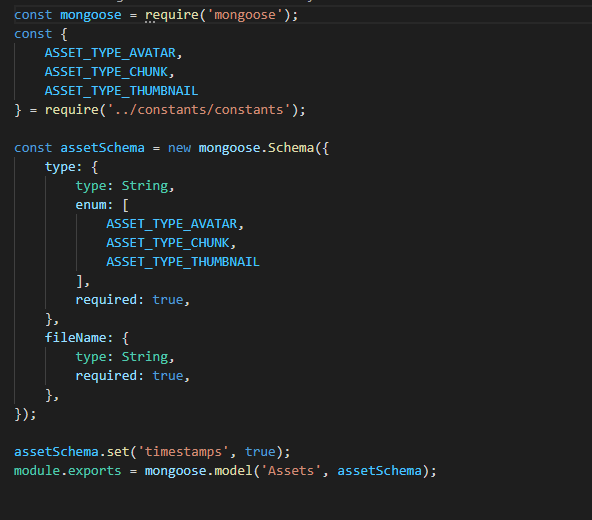 const mongoose = require('mongoose');
const {
    ASSET_TYPE_AVATAR,
    ASSET_TYPE_CHUNK,
    ASSET_TYPE_THUMBNAIL
} = require('../constants/constants');

const assetSchema = new mongoose.Schema({
    type: {
        type: String,
        enum: [
            ASSET_TYPE_AVATAR,
            ASSET_TYPE_CHUNK,
            ASSET_TYPE_THUMBNAIL
        ],
        required: true,
    },
    fileName: {
        type: String,
        required: true,
    },
});

assetSchema.set('timestamps', true);
module.exports = mongoose.model('Assets', assetSchema);